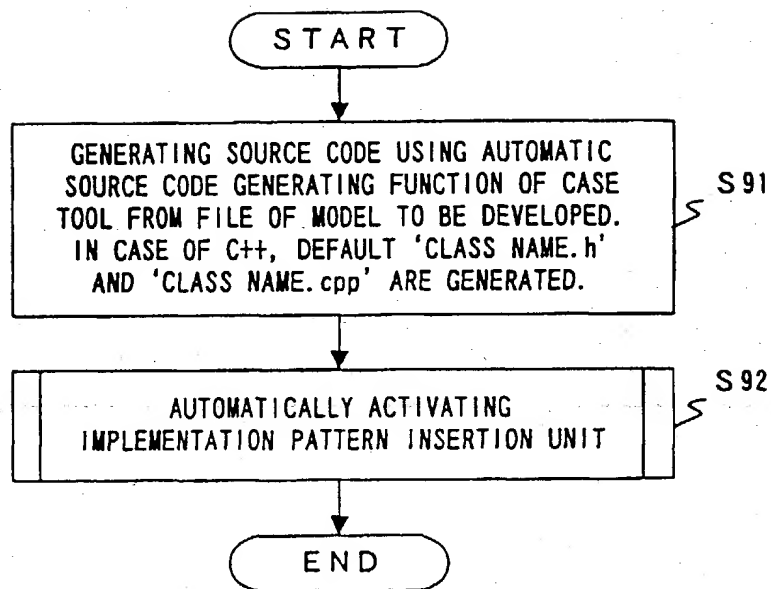 START
GENERATING SOURCE CODE USING AUTOMATIC
SOURCE CODE GENERATING FUNCTION OF CASE
TOOL FROM FILE OF MODEL TO BE DEVELOPED.
IN CASE OF C++, DEFAULT 'CLASS NAME.h'
AND 'CLASS NAME.cpp' ARE GENERATED.
S91
AUTOMATICALLY ACTIVATING
IMPLEMENTATION PATTERN INSERTION UNIT
S92
END